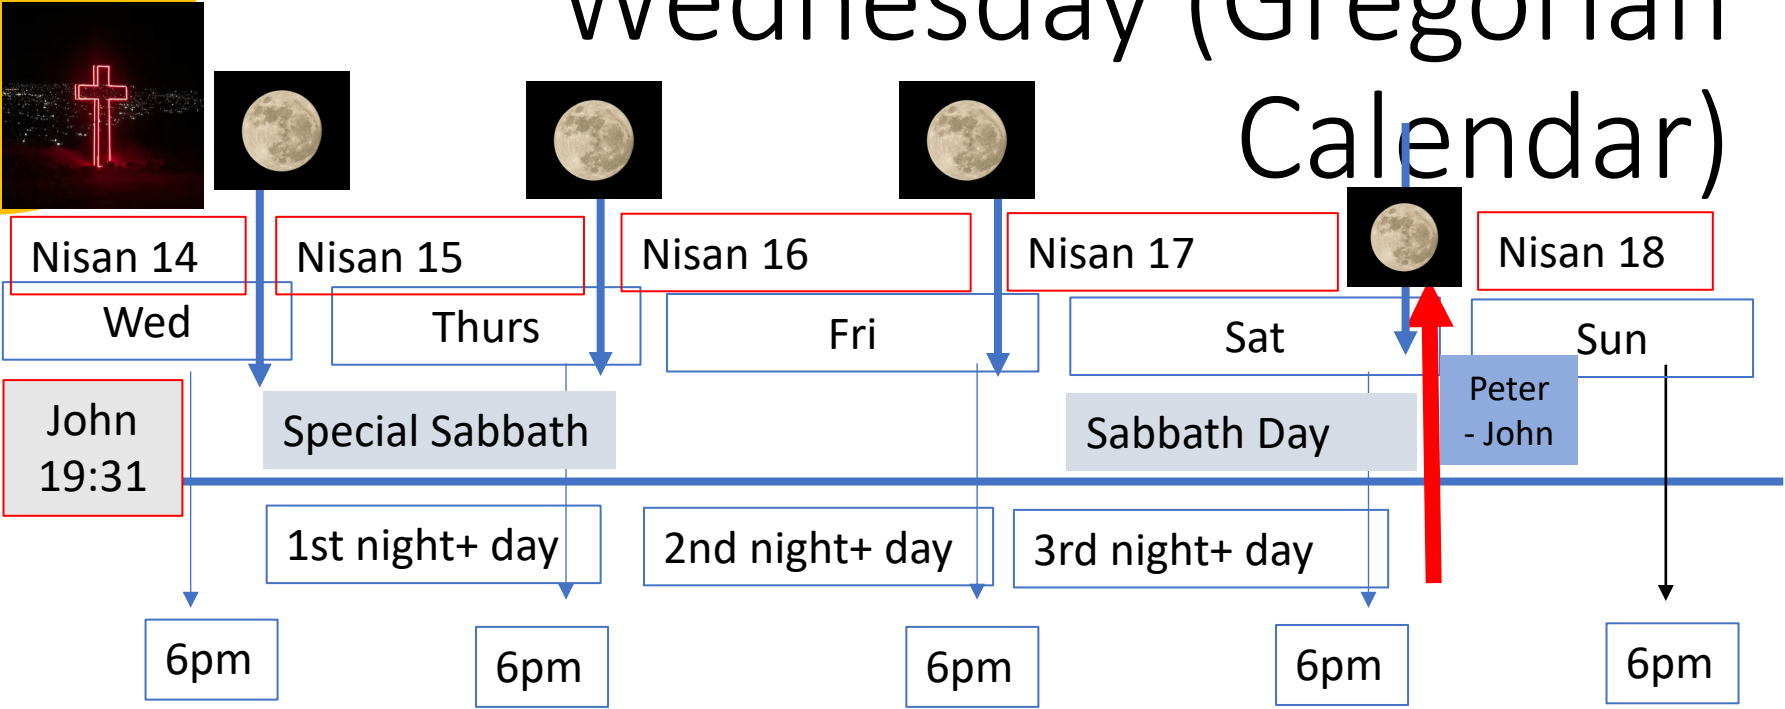 Wednesday (Gregorian
Calendar)
Nisan 14
Nisan 15
Nisan 16
Nisan 17
Nisan 18
Wed
Thurs
Fri
Sat
Sun
John
19:31
Special Sabbath
Sabbath Day
Peter
- John
1st night+ day
2nd night+ day
3rd night+ day
6pm
6pm
6pm
6pm
6pm